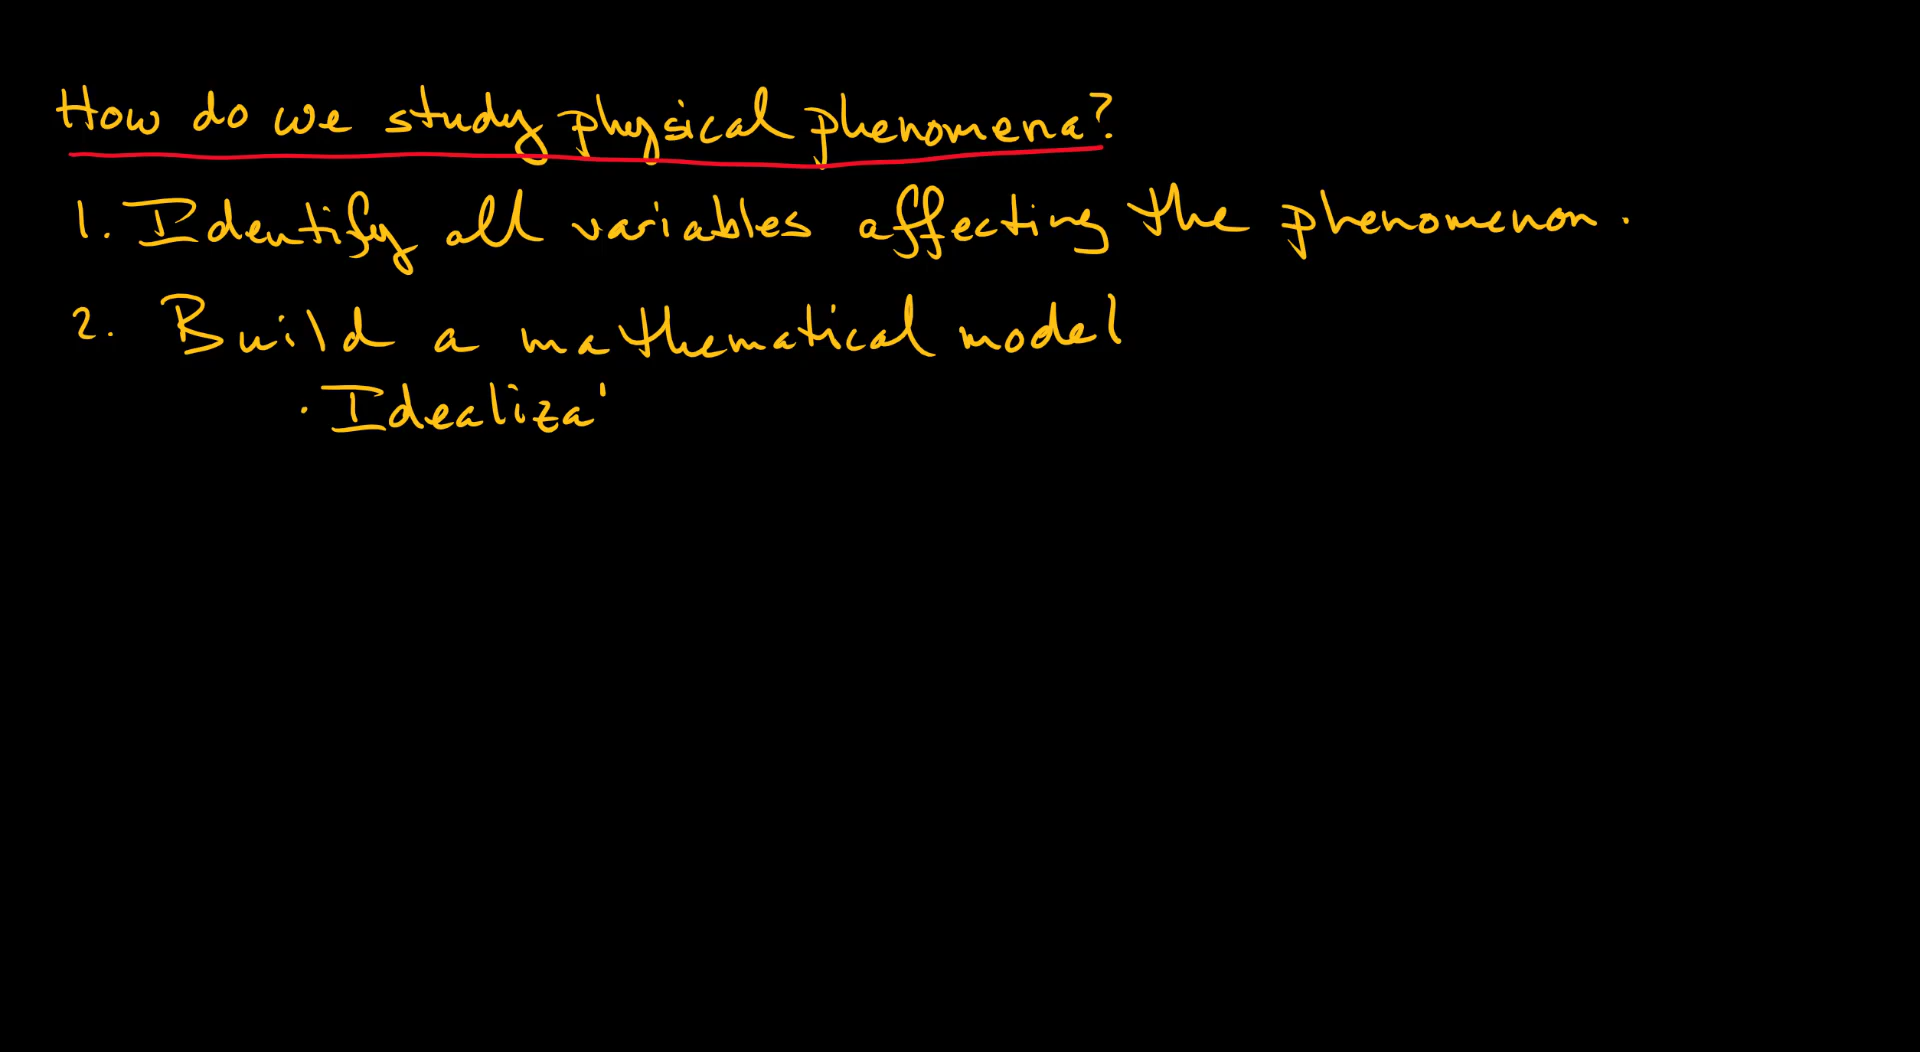 How do we study physical phenomena?
1. Identify all variables affecting the phenomenon.
2. Build a mathematical model
· Idealiza'